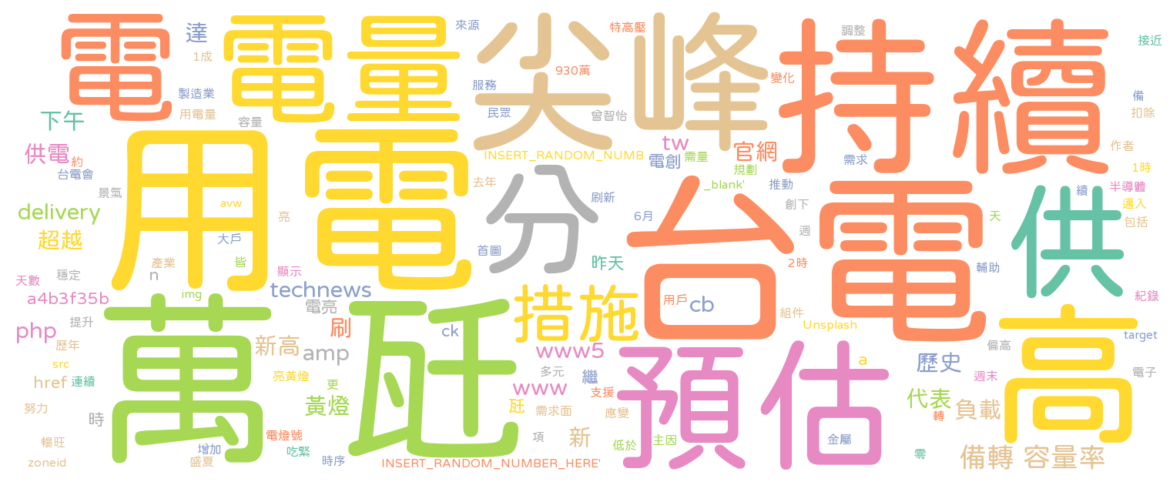 電 電量 尖峰 持續
達 1成 來源 特高壓 930萬 變化 調整 接近
製造業 用電量 容量 服務 民眾 曾智怡 備 扣除
下午 供電 約 台電會 INSERT_RANDOM_NUMB tw 電創 需量 官網 規劃 需求 作者 1時
用電 分 台電 供
景氣 avw 亮 去年 刷新 _blank' 推動 創下 續 半導體 邁入 包括
delivery 超越 大戶 首圖 6月 週 天
產業 n 皆 顯示 昨天 2時 輔助
天數 穩定 a4b3f35b img technews 電亮 措施 用戶 cb 組件 紀錄
萬 瓩 預估 高
php 提升 歷年 刷 ck Unsplash target
新高 amp www5 偏高 電子
src 連續 href 亮黃燈 更 多元 www 繼 a 歷史 週末
努力 時 黃燈 瓩 需求面 支援 應變 代表 轉 負載
暢旺 電燈號 項 新 低於 主因 金屬
zoneid 增加 盛夏 吃緊 時序 INSERT_RANDOM_NUMBER_HERE' 零 備轉 容量率